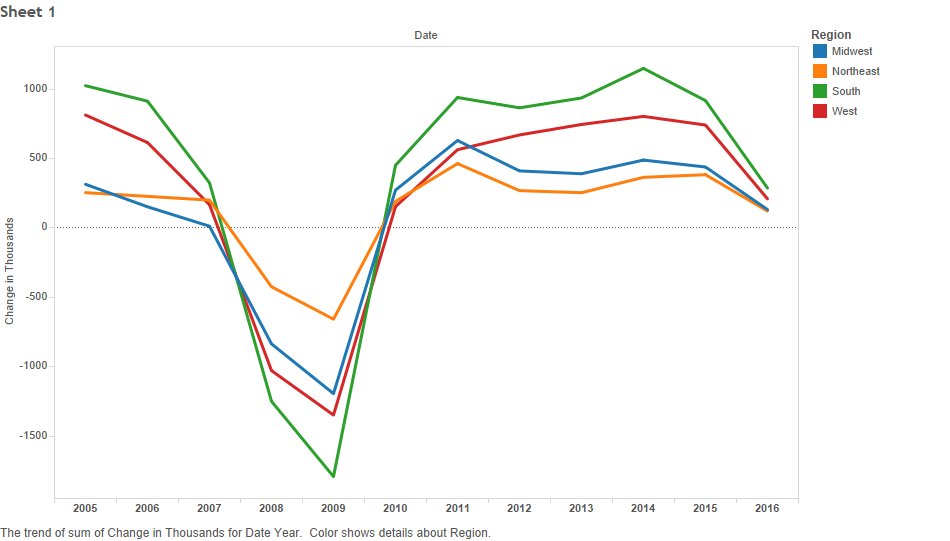 Sheet 1
Date
Region
Midwest
Northeast
South
West
Change in Thousands
1000
500
0
-500
-1000
-1500
2005 2006 2007 2008 2009 2010 2011 2012 2013 2014 2015 2016
The trend of sum of Change in Thousands for Date Year.  Color shows details about Region.